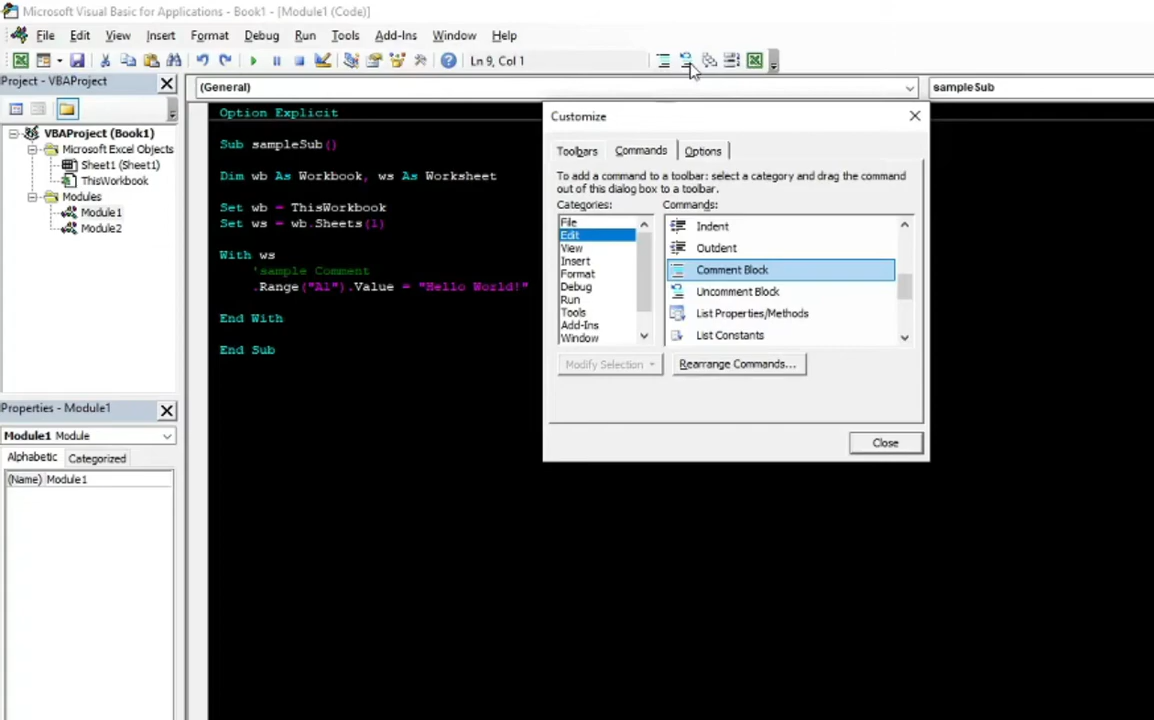 Microsoft Visual Basic for Applications - Book1 - [Module1 (Code)]
File Edit View Insert Format Debug Run Tools Add-Ins Window Help
Ln 9, Col 1
Project - VBAProject
VBAProject (Book1)
Microsoft Excel Objects
Sheet1 (Sheet1)
ThisWorkbook
Modules
Module1
Module2
Properties - Module1
Module1 Module
Alphabetic Categorized
(Name) Module1
(General)
sampleSub
Option Explicit
Sub sampleSub()
Dim wb As Workbook, ws As Worksheet
Set wb = ThisWorkbook
Set ws = wb.Sheets(1)
With ws
'sample Comment
.Range("A1").Value = "Hello World!"
End With
End Sub
Customize
Toolbars Commands Options
To add a command to a toolbar: select a category and drag the command
out of this dialog box to a toolbar.
Categories:
File
Edit
View
Insert
Format
Debug
Run
Tools
Add-Ins
Window
Commands:
Indent
Outdent
Comment Block
Uncomment Block
List Properties/Methods
List Constants
Modify Selection
Rearrange Commands...
Close